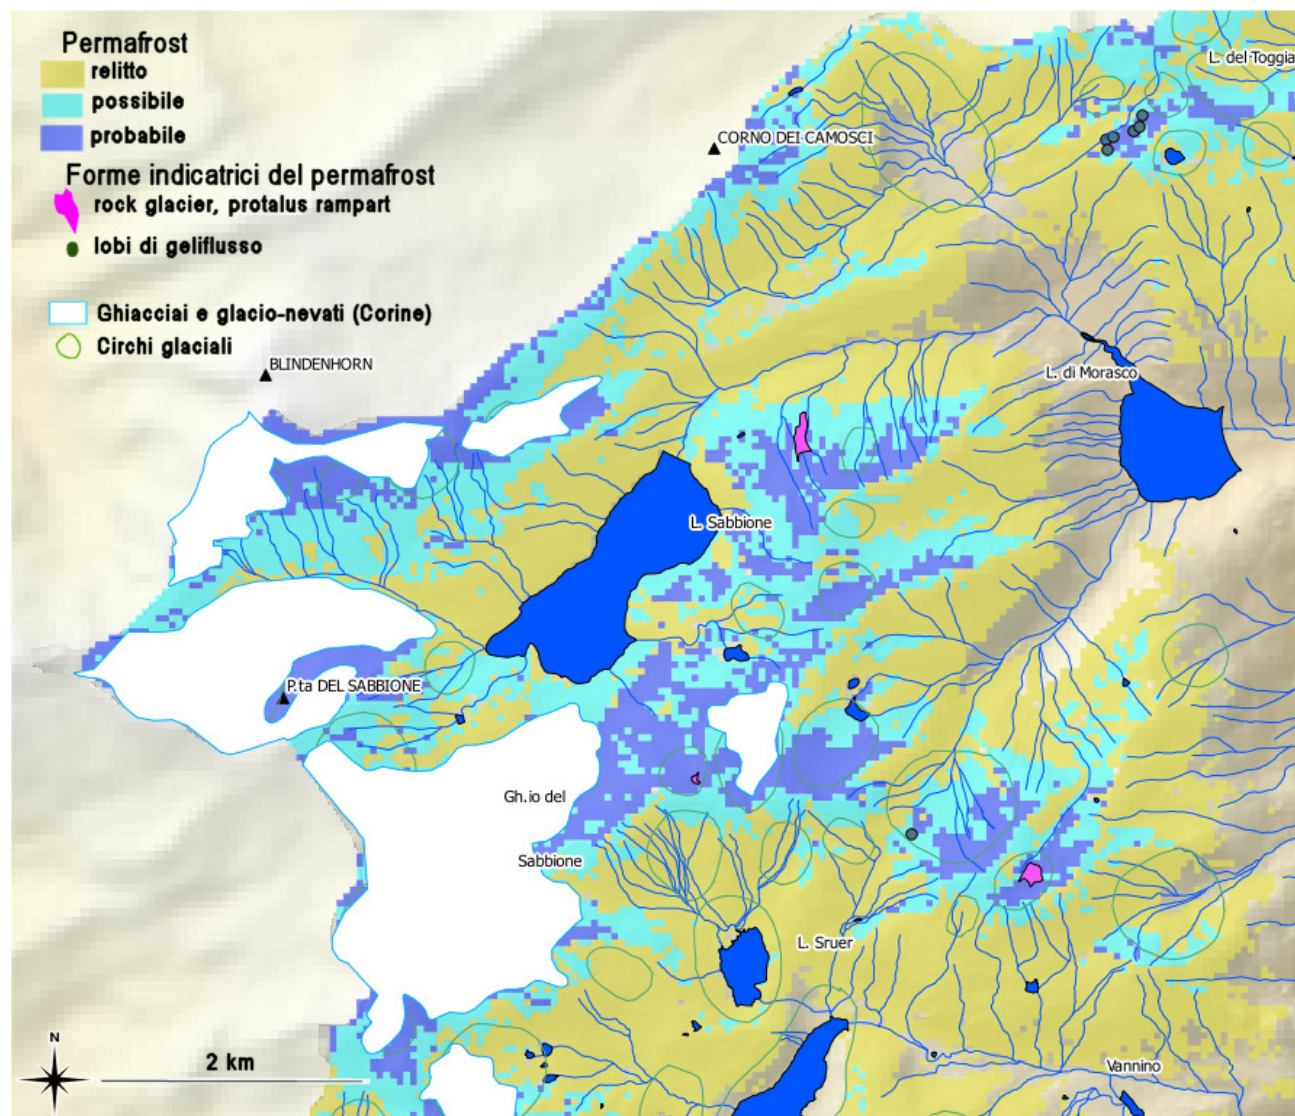 Permafrost
relitto
possibile
probabile
Forme indicatrici del permafrost
rock glacier, protalus rampart
lobi di geliflusso
Ghiacciai e glacio-nevati (Corine)
Circhi glaciali
L. del Toggia
CORNO DEI CAMOSCI
BLINDENHORN
L. di Morasco
L. Sabbione
P.ta DEL SABBIONE
Gh.io del
Sabbione
L. Sruer
Vannino
N
2 km